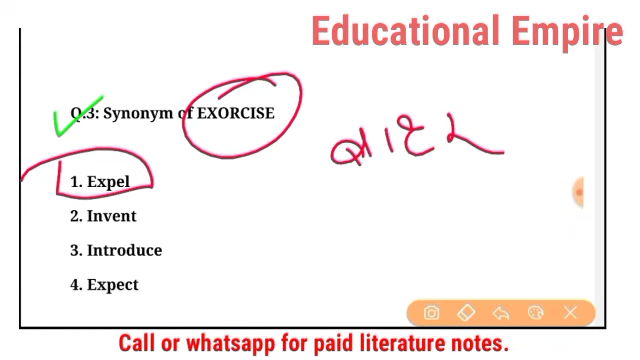 Educational Empire
Q.3: Synonym of EXORCISE
1. Expel
2. Invent
3. Introduce
4. Expect
Call or whatsapp for paid literature notes.